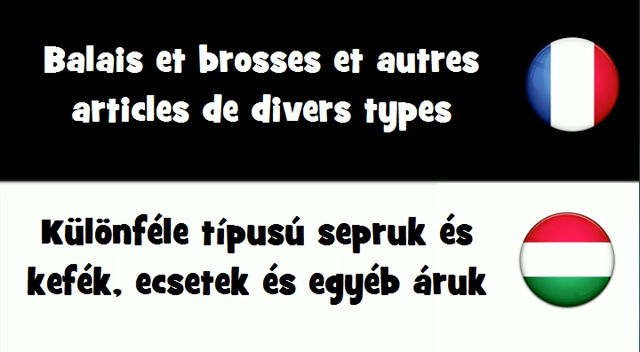 Balais et brosses et autres
articles de divers types
Különféle típusú sepruk és
kefék, ecsetek és egyéb áruk